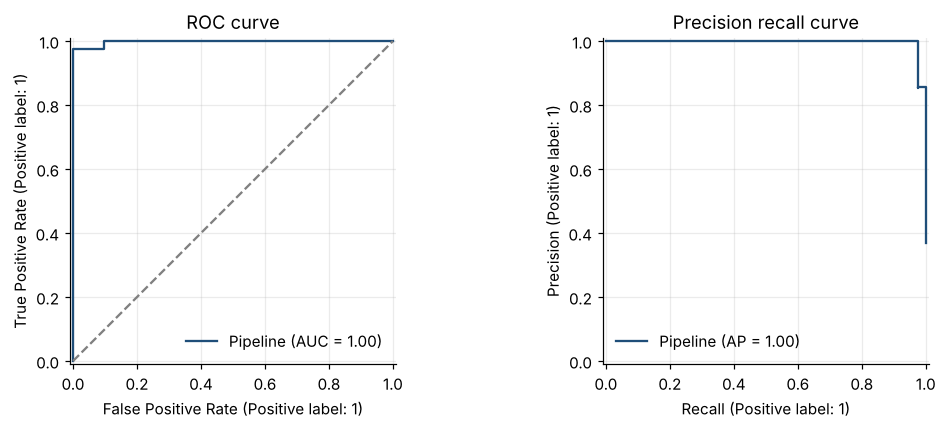 ROC curve
True Positive Rate (Positive label: 1)
1.0
0.8
0.6
0.4
0.2
0.0
Pipeline (AUC = 1.00)
0.0 0.2 0.4 0.6 0.8 1.0
False Positive Rate (Positive label: 1)
Precision recall curve
Precision (Positive label: 1)
1.0
0.8
0.6
0.4
0.2
0.0
Pipeline (AP = 1.00)
0.0 0.2 0.4 0.6 0.8 1.0
Recall (Positive label: 1)